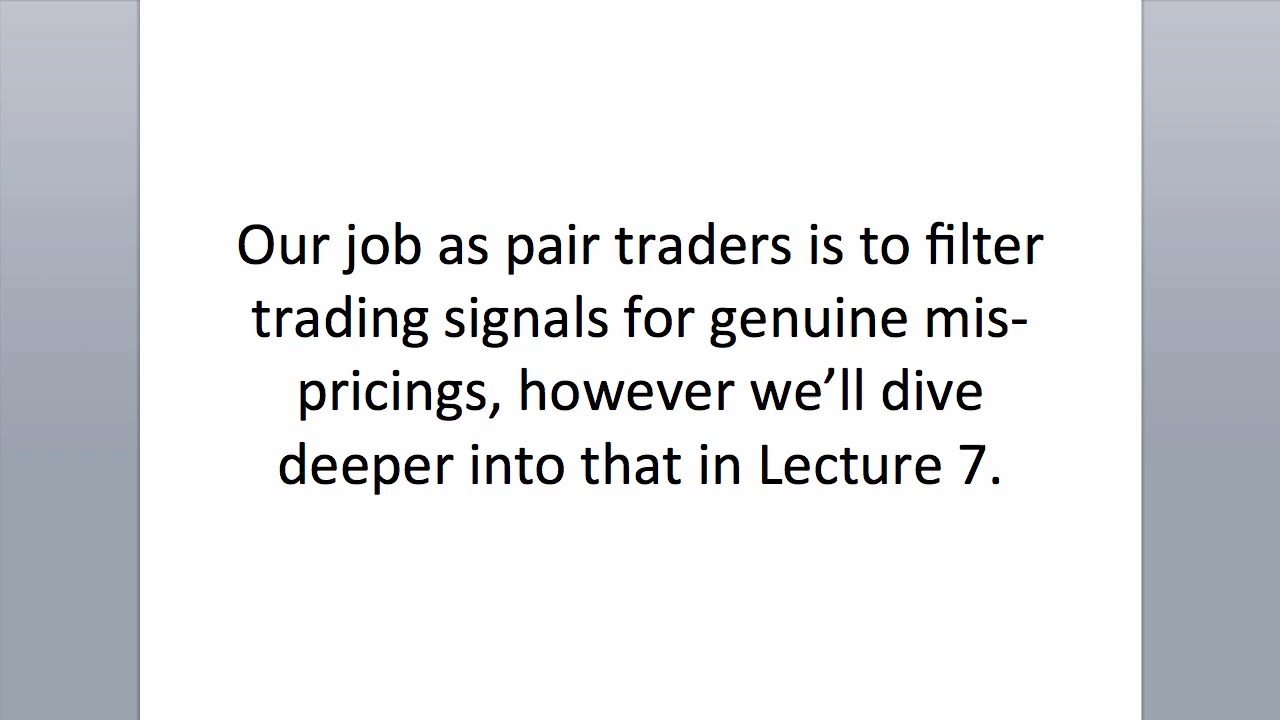 Our job as pair traders is to filter
trading signals for genuine mis-
pricings, however we’ll dive
deeper into that in Lecture 7.